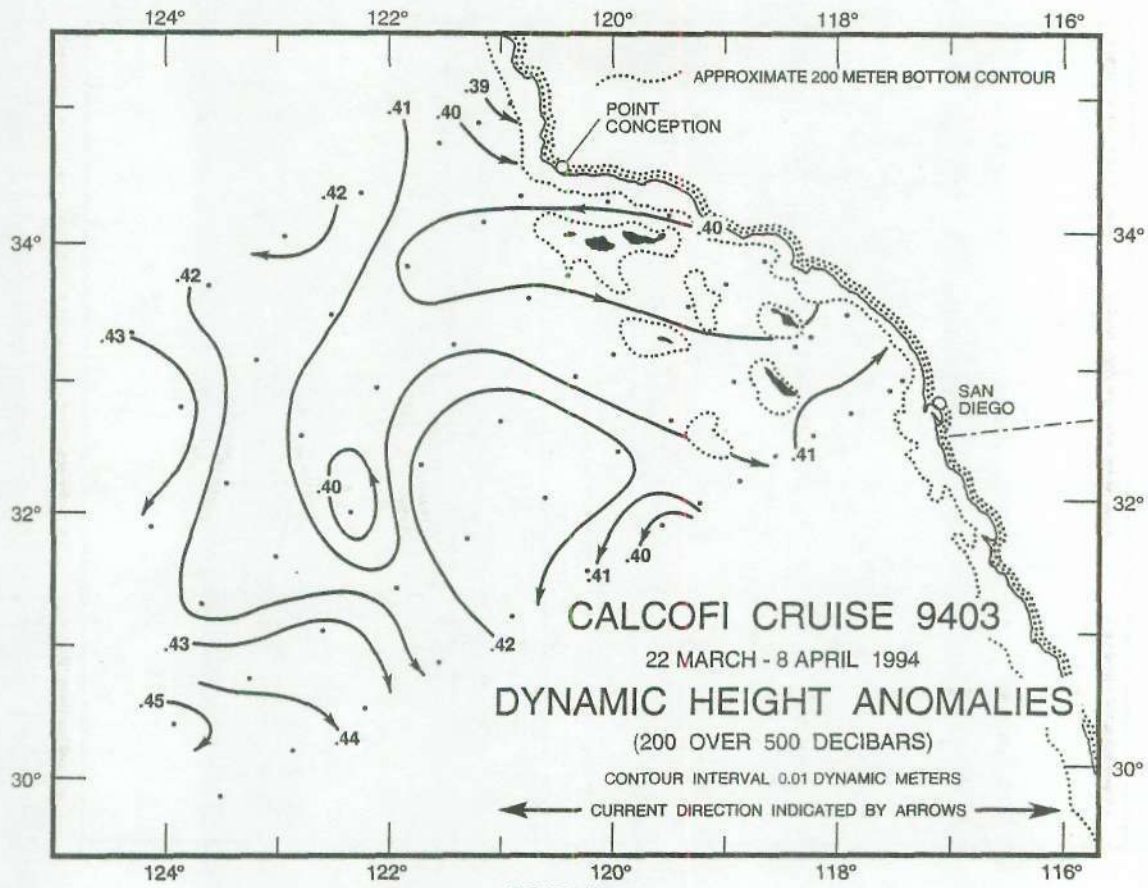 124° 122° 120° 118° 116°
APPROXIMATE 200 METER BOTTOM CONTOUR
.39
.41
.40
POINT
CONCEPTION
.42
34° 34°
.40
.42
.43
33°
SAN
DIEGO
.41
.40
32° 32°
.40
.41
CALCOFI CRUISE 9403
31° 31°
.43
.42
22 MARCH - 8 APRIL 1994
.45
DYNAMIC HEIGHT ANOMALIES
.44
(200 OVER 500 DECIBARS)
30° 30°
CONTOUR INTERVAL 0.01 DYNAMIC METERS
CURRENT DIRECTION INDICATED BY ARROWS
124° 122° 120° 118° 116°